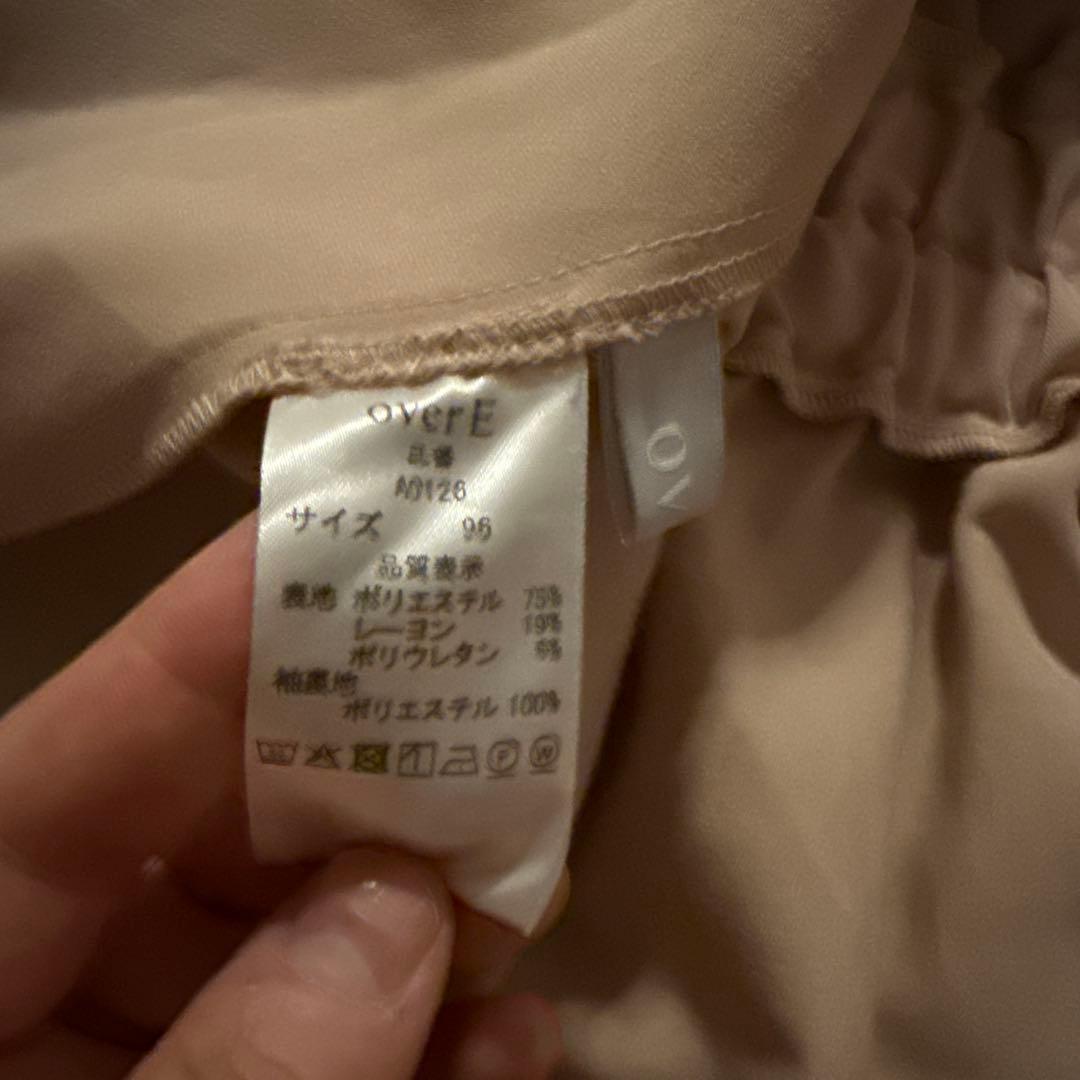 overE
品番
A0126
サイズ 96
品質表示
表地 ポリエステル 75%
レーヨン 19%
ポリウレタン 6%
袖裏地
ポリエステル 100%
F W
OV